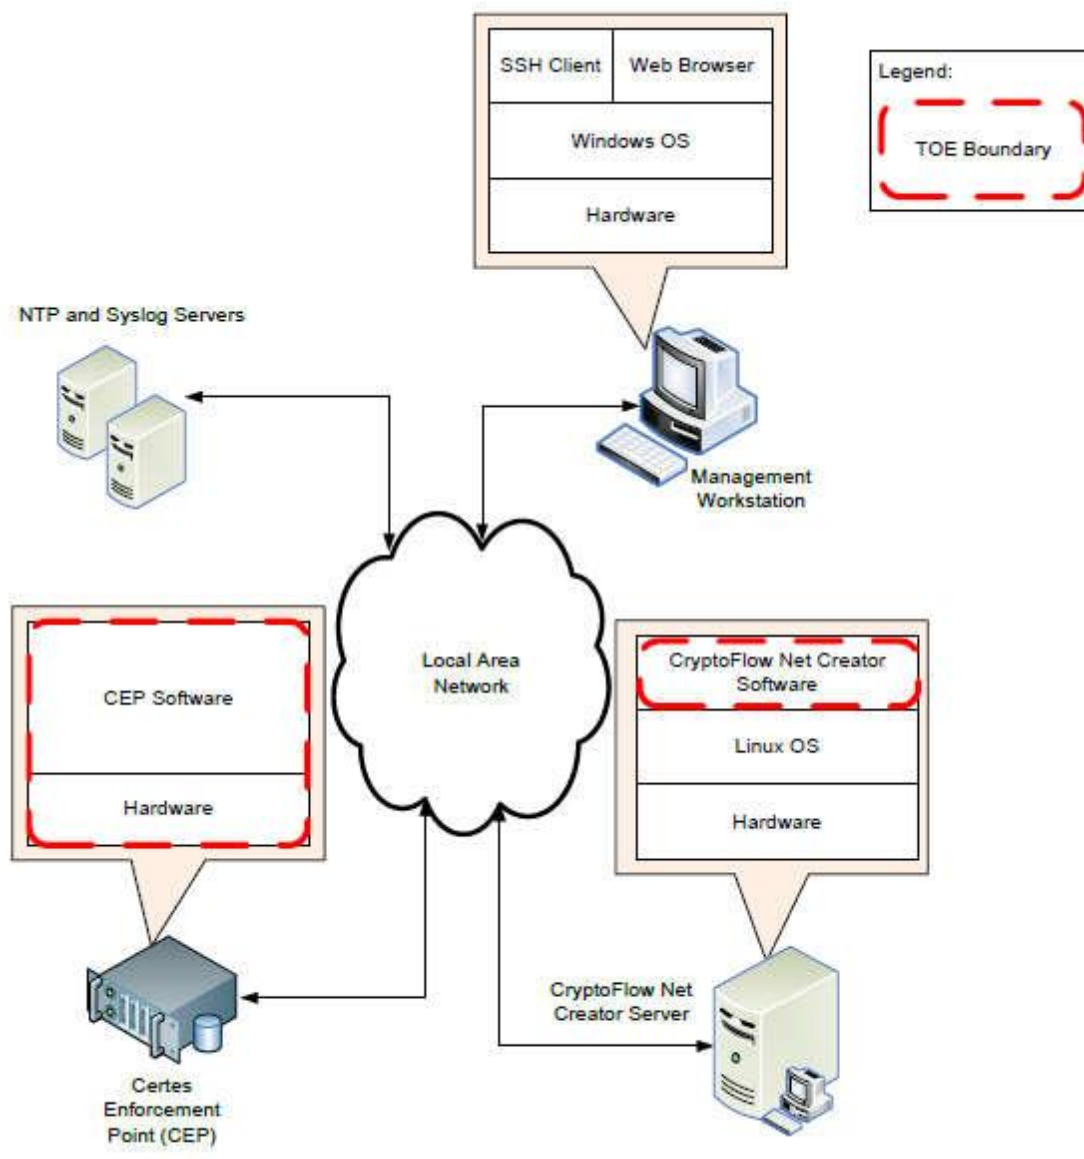 SSH Client
Web Browser
Windows OS
Hardware
Legend:
TOE Boundary
NTP and Syslog Servers
Management
Workstation
Local Area
Network
CEP Software
Hardware
CryptoFlow Net Creator
Software
Linux OS
Hardware
CryptoFlow Net
Creator Server
Certes
Enforcement
Point (CEP)